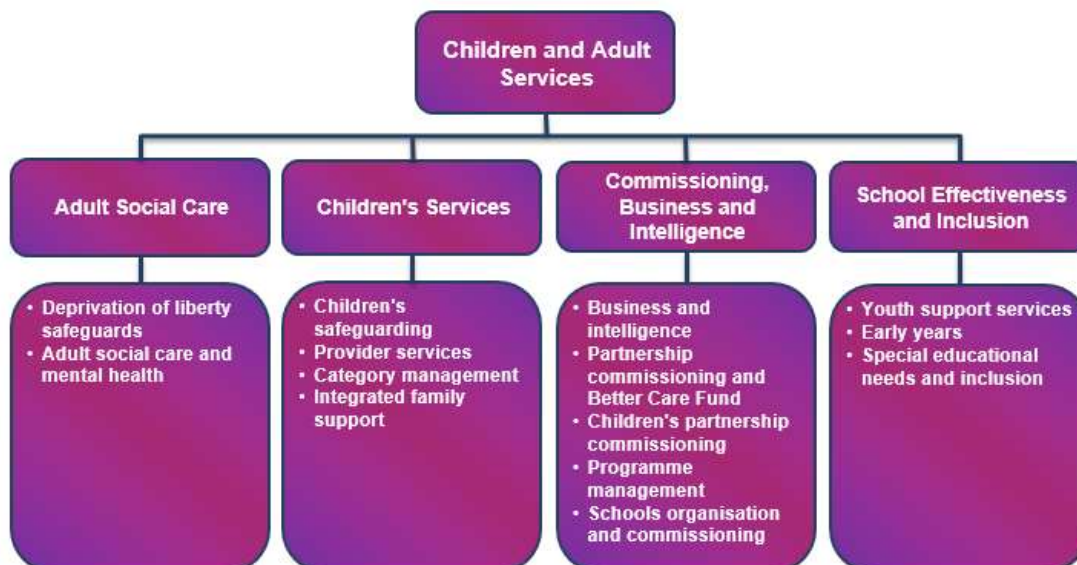 Children and Adult
Services
Adult Social Care
Children's Services
Commissioning,
Business and
Intelligence
School Effectiveness
and Inclusion
• Deprivation of liberty
safeguards
• Adult social care and
mental health
• Children's
safeguarding
• Provider services
• Category management
• Integrated family
support
• Business and
intelligence
• Partnership
commissioning and
Better Care Fund
• Children's partnership
commissioning
• Programme
management
• Schools organisation
and commissioning
• Youth support services
• Early years
• Special educational
needs and inclusion